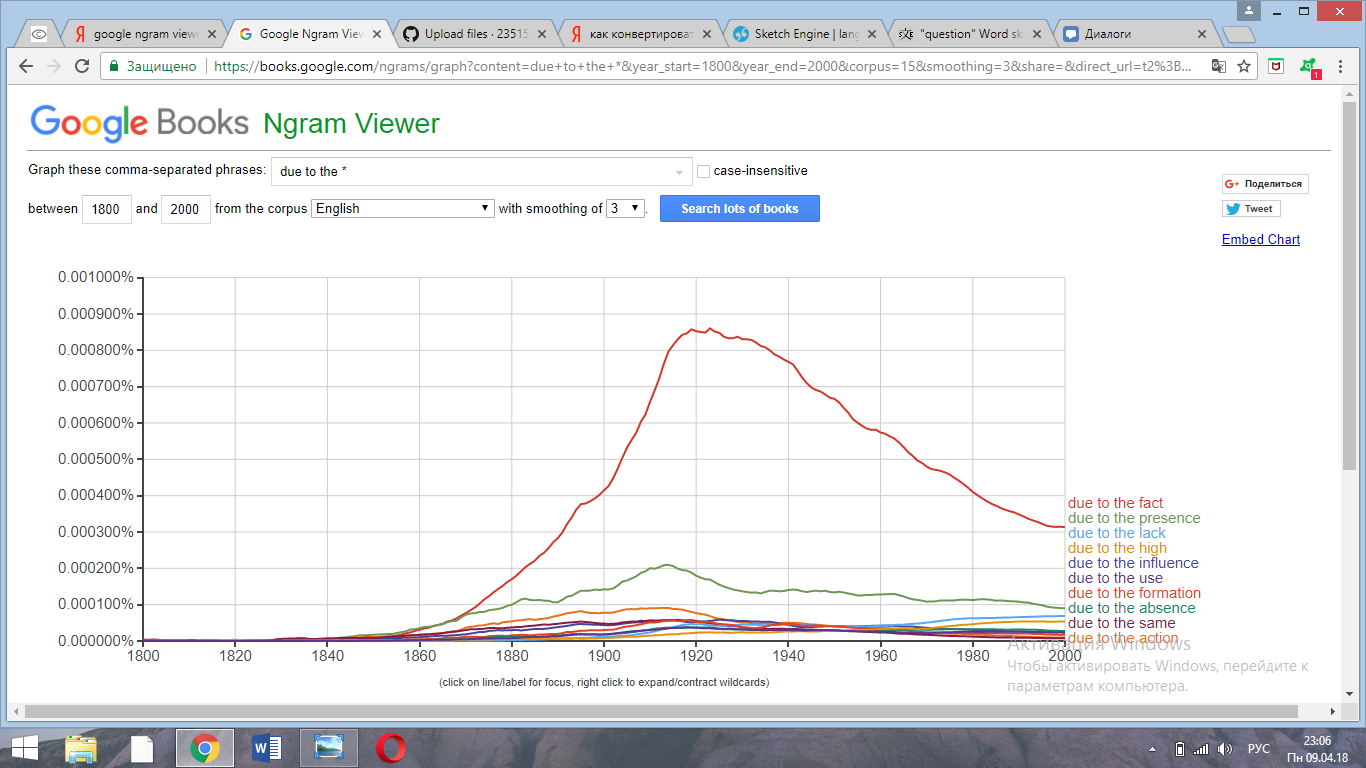 google ngram viewe
Google Ngram View
Upload files · 23515
как конвертироват
Sketch Engine | lang
"question" Word sk
Диалоги
Защищено
https://books.google.com/ngrams/graph?content=due+to+the+*&year_start=1800&year_end=2000&corpus=15&smoothing=3&share=&direct_url=t2%3B...
1
Google Books Ngram Viewer
Graph these comma-separated phrases: due to the * case-insensitive
between 1800 and 2000 from the corpus English with smoothing of 3 . Search lots of books
G+ Поделиться
Tweet
Embed Chart
0.001000%
0.000900%
0.000800%
0.000700%
0.000600%
0.000500%
0.000400%
0.000300%
0.000200%
0.000100%
0.000000%
due to the fact
due to the presence
due to the lack
due to the high
due to the influence
due to the use
due to the formation
due to the absence
due to the same
due to the action
1800 1820 1840 1860 1880 1900 1920 1940 1960 1980 2000
(click on line/label for focus, right click to expand/contract wildcards)
Активация Windows
Чтобы активировать Windows, перейдите к
параметрам компьютера.
РУС
23:06
Пн 09.04.18